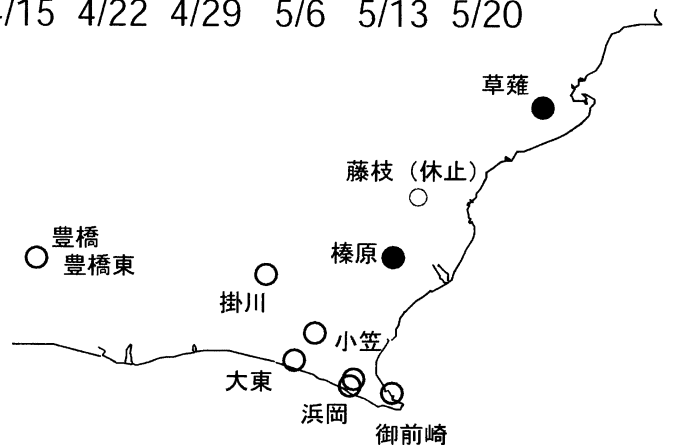 /15 4/22 4/29 5/6 5/13 5/20
草薙
藤枝（休止）
豊橋
豊橋東
榛原
掛川
小笠
大東
浜岡
御前崎